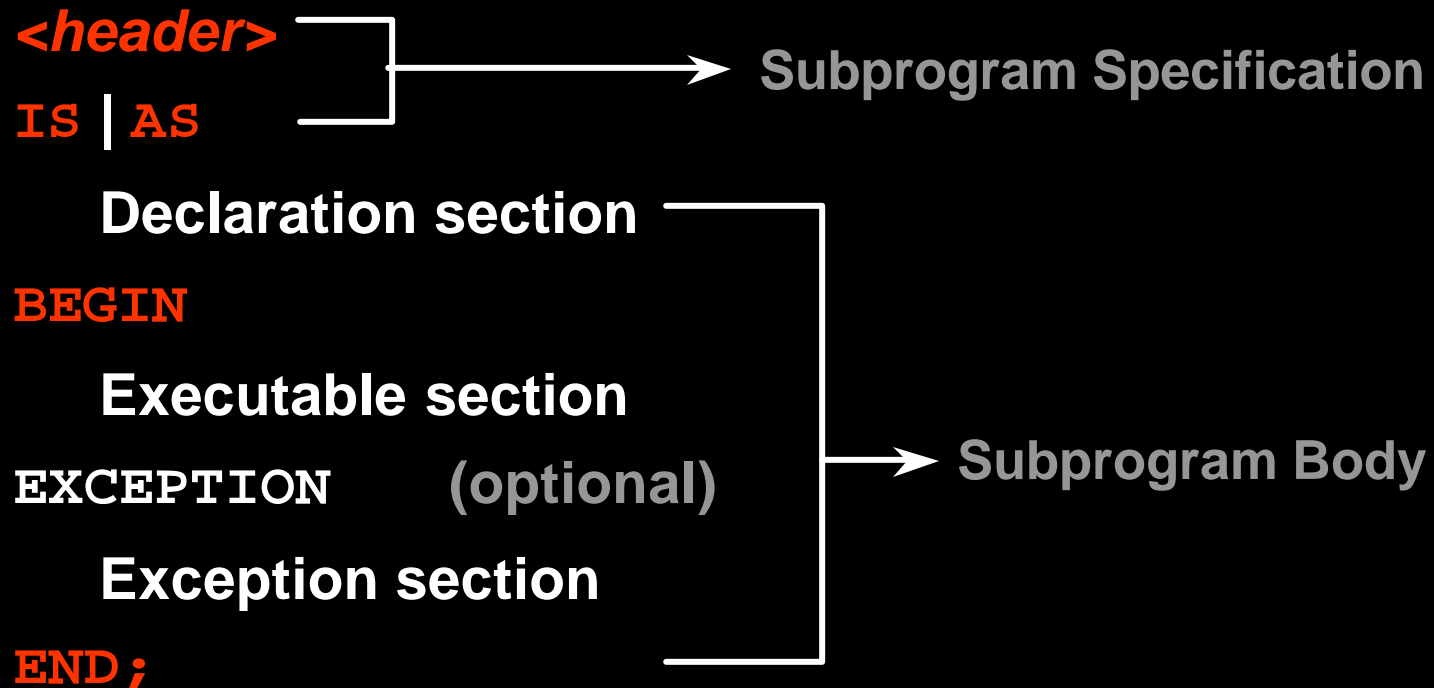 <header>
Subprogram Specification
IS | AS
Declaration section
BEGIN
Executable section
EXCEPTION (optional)
Subprogram Body
Exception section
END;